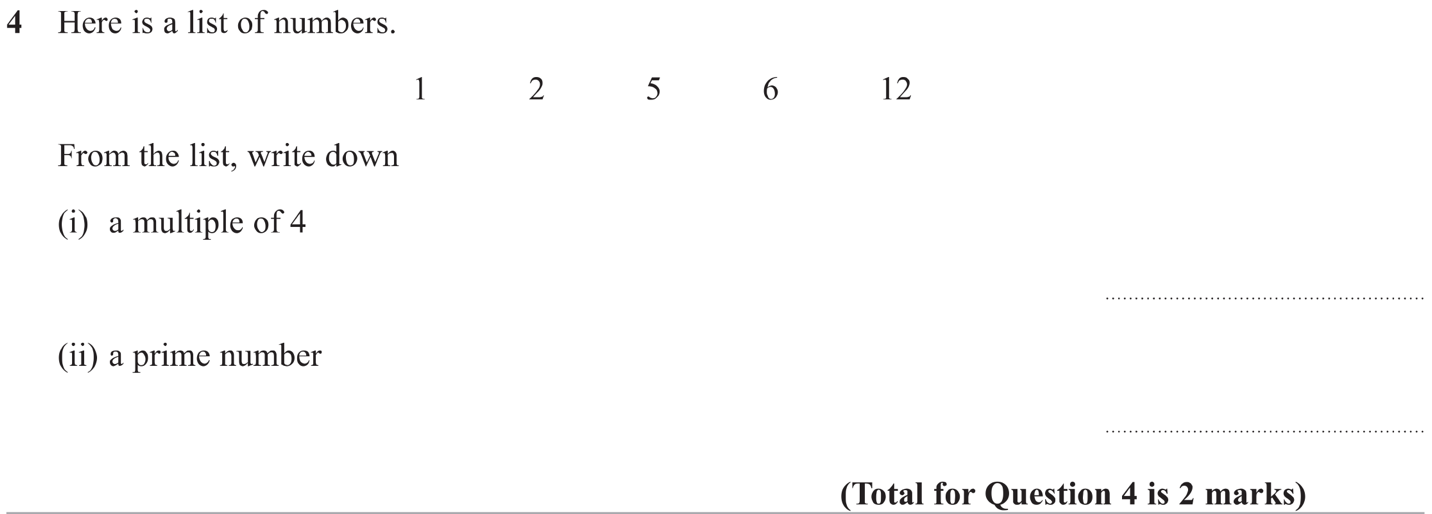 4 Here is a list of numbers.
1 2 5 6 12
From the list, write down
(i) a multiple of 4
(ii) a prime number
(Total for Question 4 is 2 marks)